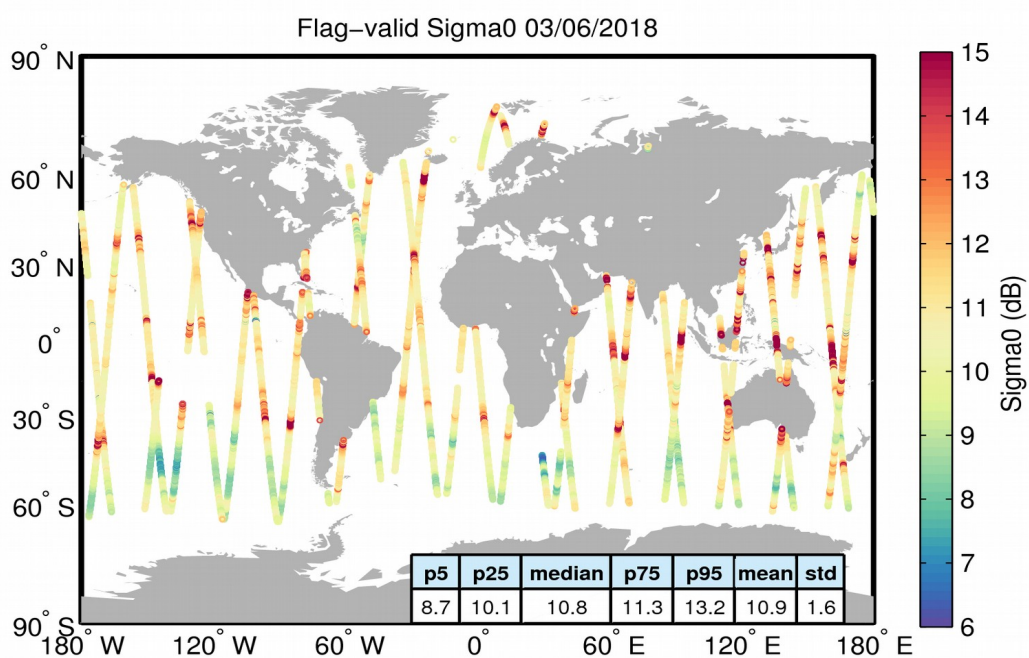 Flag−valid Sigma0 03/06/2018
90° N
60° N
30° N
0°
30° S
60° S
90° S
180° W
120° W
60° W
0°
60° E
120° E
180° E
15
14
13
12
11
10
9
8
7
6
Sigma0 (dB)
p5 p25 median p75 p95 mean std
8.7 10.1 10.8 11.3 13.2 10.9 1.6